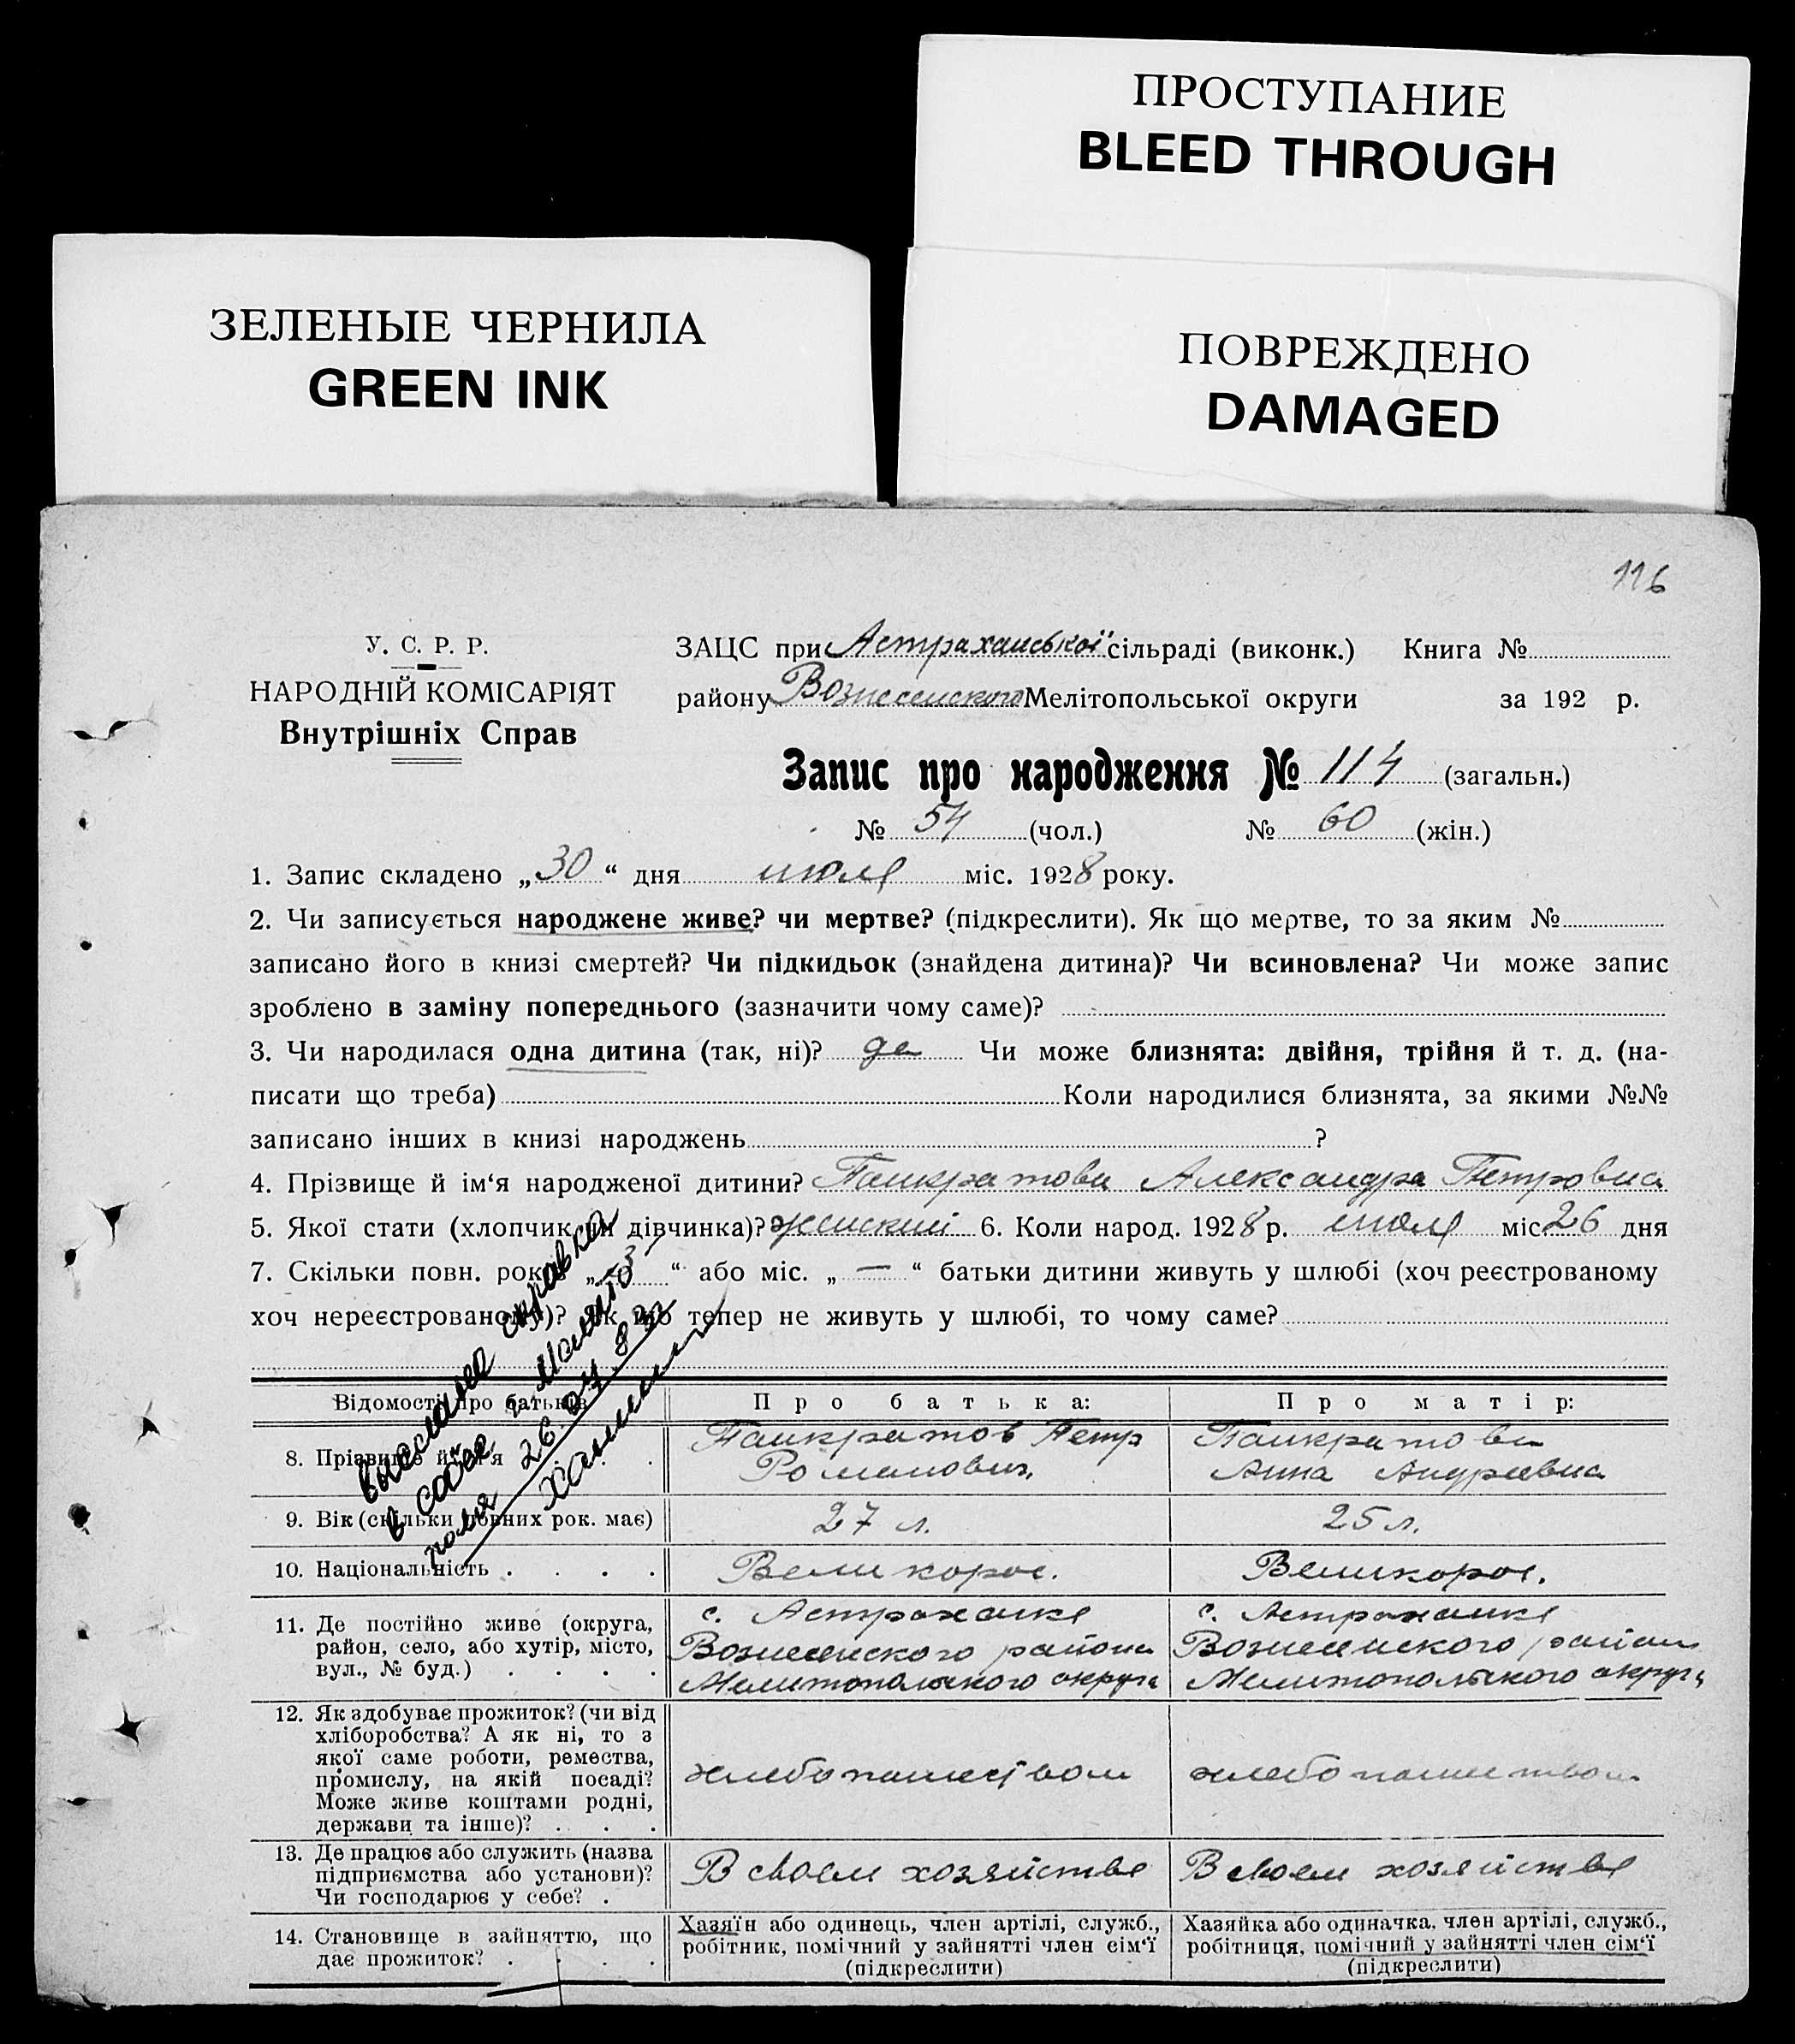 ПРОСТУПАНИЕ
BLEED THROUGH
ЗЕЛЕНЫЕ ЧЕРНИЛА
GREEN INK
ПОВРЕЖДЕНО
DAMAGED
116
У. С. Р. Р.
НАРОДНІЙ КОМІСАРІЯТ
Внутрішніх Справ
ЗАЦС при Астраханської сільраді (виконк.) Книга №
району Вознесенского Мелітопольської округи за 192 р.
Запис про народження № 114 (загальн.)
№ 54 (чол.) № 60 (жін.)
1. Запис складено „30“ дня июля міс. 1928 року.
2. Чи записується народжене живе? чи мертве? (підкреслити). Як що мертве, то за яким №
записано його в книзі смертей? Чи підкидьок (знайдена дитина)? Чи всиновлена? Чи може запис
зроблено в заміну попереднього (зазначити чому саме)?
3. Чи народилася одна дитина (так, ні)? да Чи може близнята: двійня, трійня й т. д. (на-
писати що треба) Коли народилися близнята, за якими №№
записано інших в книзі народжень ?
4. Прізвище й ім‘я народженої дитини? Панкратова Александра Петровна
5. Якої стати (хлопчик чи дівчинка)? женский 6. Коли народ. 1928 р. июля міс. 26 дня
7. Скільки повн. років „3“ або міс. „—“ батьки дитини живуть у шлюбі (хоч реєстрованому
хоч нереєстрованому)? Як що тепер не живуть у шлюбі, то чому саме?
выслана справка
в сабес
26 04 83
Відомості про батьків Про батька: Про матір:
8. Прізвище й ім‘я . . .
Панкратов Петр
Романович
Панкратова
Анна Андреевна
9. Вік (скільки повних рок. має) 27 л. 25 л.
10. Національність . . . . Великорос. Великорос.
11. Де постійно живе (округа,
район, село, або хутір, місто,
вул., № буд.) . . . .
с. Астраханка
Вознесенского района
Мелитопольского округа
с. Астраханка
Вознесенского района
Мелитопольского округа
12. Як здобуває прожиток? (чи від
хліборобства? А як ні, то з
якої саме роботи, ремества,
промислу, на якій посаді?
Може живе коштами родні,
держави та інше)? . . .
хлебопашеством
хлебопашеством
13. Де працює або служить (назва
підприємства або установи)?
Чи господарює у себе? .
В своем хозяйстве
В своем хозяйстве
14. Становище в зайняттю, що
дає прожиток? . . . .
Хазяїн або одинець, член артілі, служб.,
робітник, помічний у зайнятті член сім‘ї
(підкреслити)
Хазяйка або одиначка, член артілі, служб.,
робітниця, помічний у зайнятті член сім‘ї
(підкреслити)